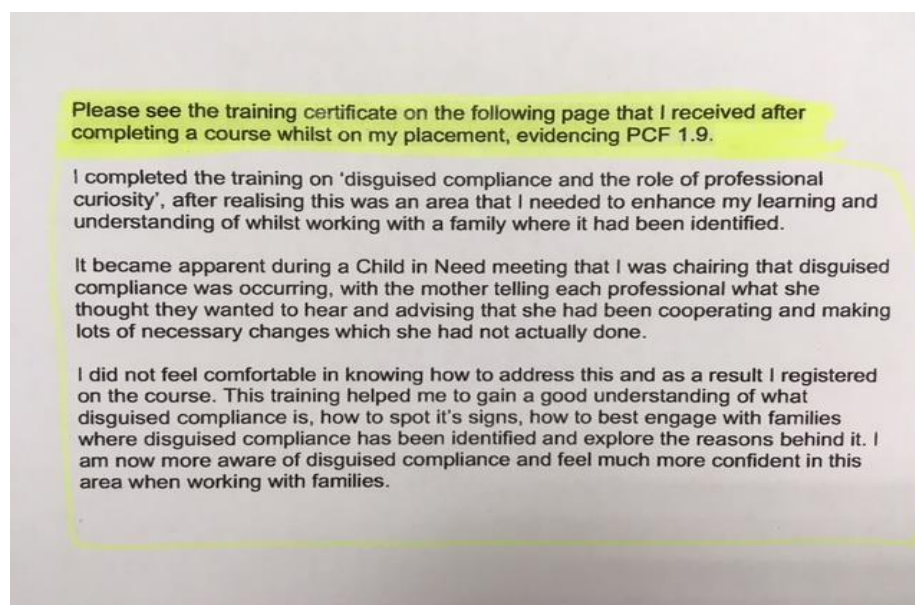 Please see the training certificate on the following page that I received after
completing a course whilst on my placement, evidencing PCF 1.9.
I completed the training on 'disguised compliance and the role of professional
curiosity', after realising this was an area that I needed to enhance my learning and
understanding of whilst working with a family where it had been identified.
It became apparent during a Child in Need meeting that I was chairing that disguised
compliance was occurring, with the mother telling each professional what she
thought they wanted to hear and advising that she had been cooperating and making
lots of necessary changes which she had not actually done.
I did not feel comfortable in knowing how to address this and as a result I registered
on the course. This training helped me to gain a good understanding of what
disguised compliance is, how to spot it's signs, how to best engage with families
where disguised compliance has been identified and explore the reasons behind it. I
am now more aware of disguised compliance and feel much more confident in this
area when working with families.